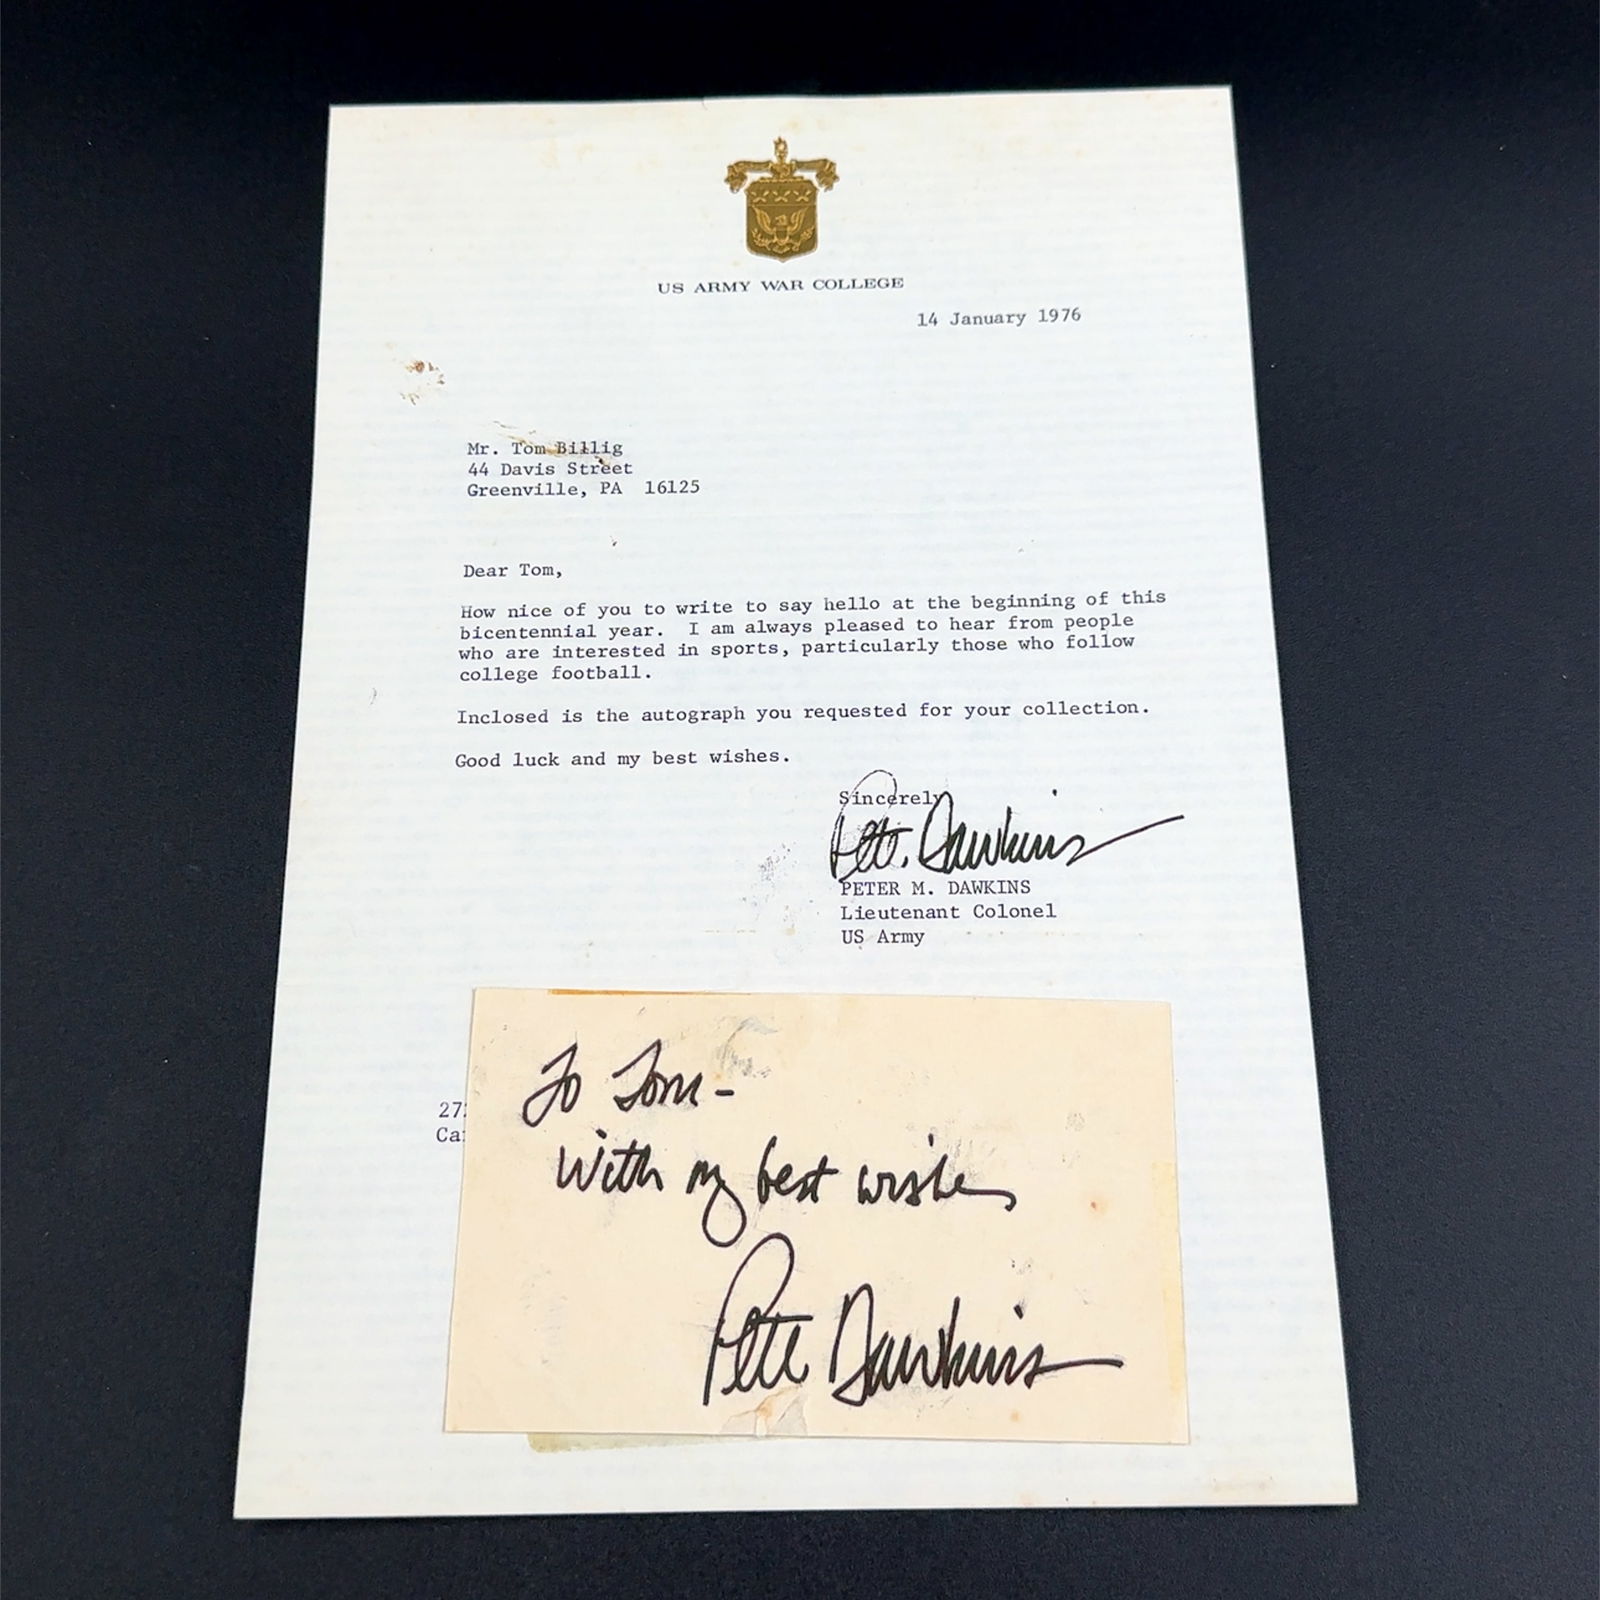 US ARMY WAR COLLEGE
14 January 1976
Mr. Tom Billig
44 Davis Street
Greenville, PA 16125
Dear Tom,
How nice of you to write to say hello at the beginning of this
bicentennial year. I am always pleased to hear from people
who are interested in sports, particularly those who follow
college football.
Inclosed is the autograph you requested for your collection.
Good luck and my best wishes.
Sincerely
Pete Dawkins
PETER M. DAWKINS
Lieutenant Colonel
US Army
27
Ca
To Tom-
With my best wishes
Pete Dawkins